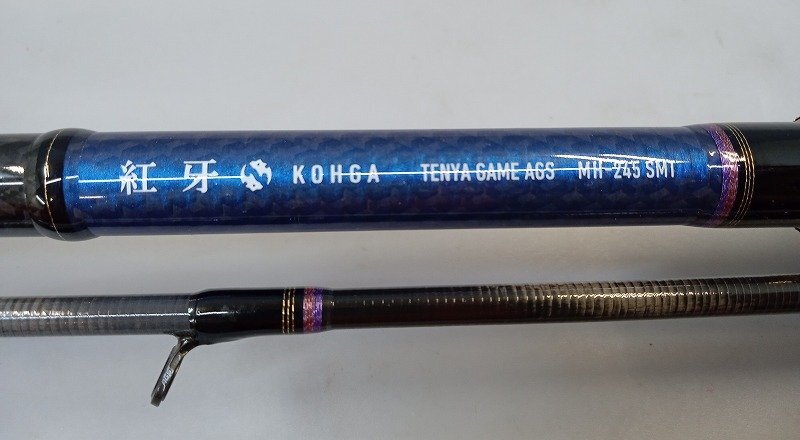 紅牙 KOHGA TENYA GAME AGS MH-245 SMT